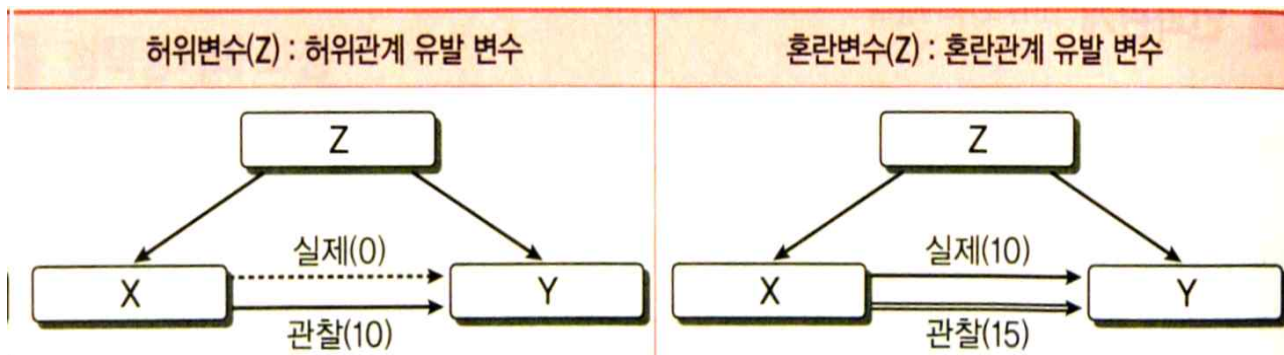 허위변수(Z) : 허위관계 유발 변수
Z
실제(0)
X
Y
관찰(10)
혼란변수(Z) : 혼란관계 유발 변수
Z
실제(10)
X
Y
관찰(15)